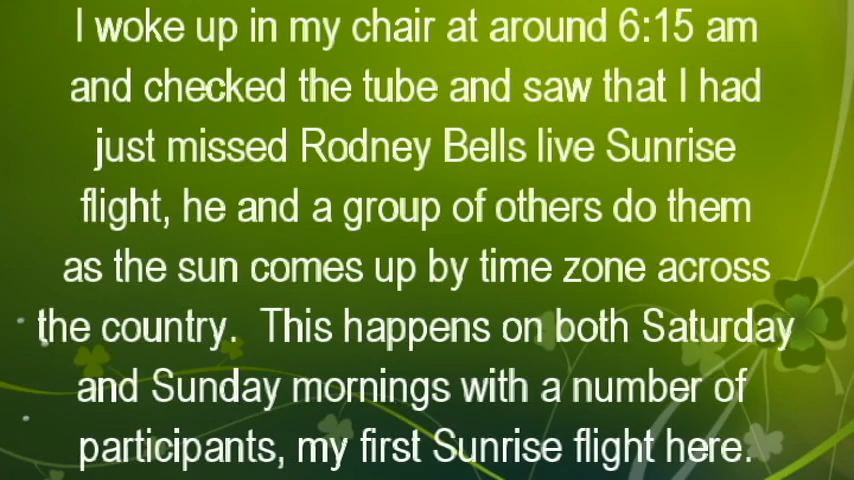 I woke up in my chair at around 6:15 am
and checked the tube and saw that I had
just missed Rodney Bells live Sunrise
flight, he and a group of others do them
as the sun comes up by time zone across
the country.  This happens on both Saturday
and Sunday mornings with a number of
participants, my first Sunrise flight here.